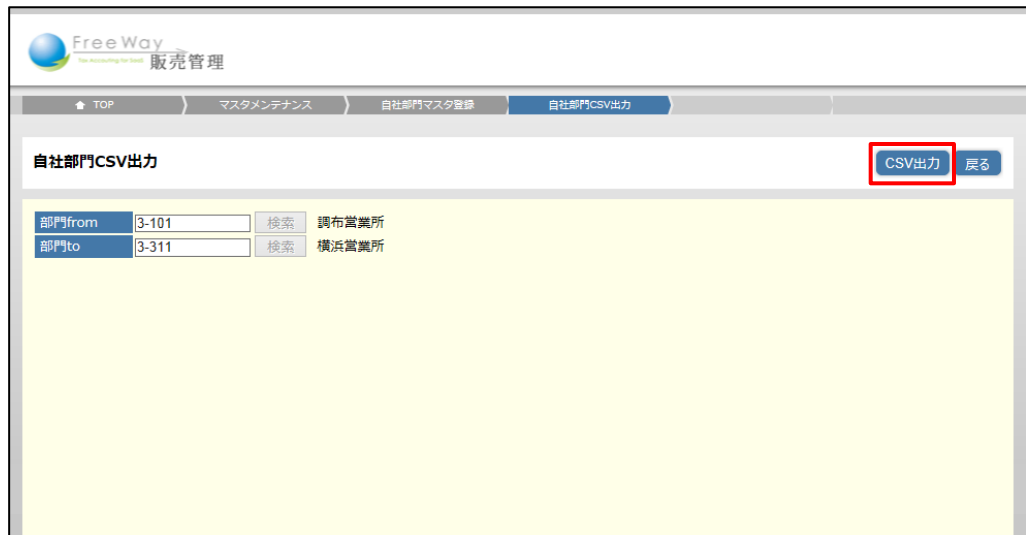 FreeWay
販売管理
TOP マスタメンテナンス 自社部門マスタ登録 自社部門CSV出力
自社部門CSV出力 CSV出力 戻る
部門from 3-101 検索 調布営業所
部門to 3-311 検索 横浜営業所